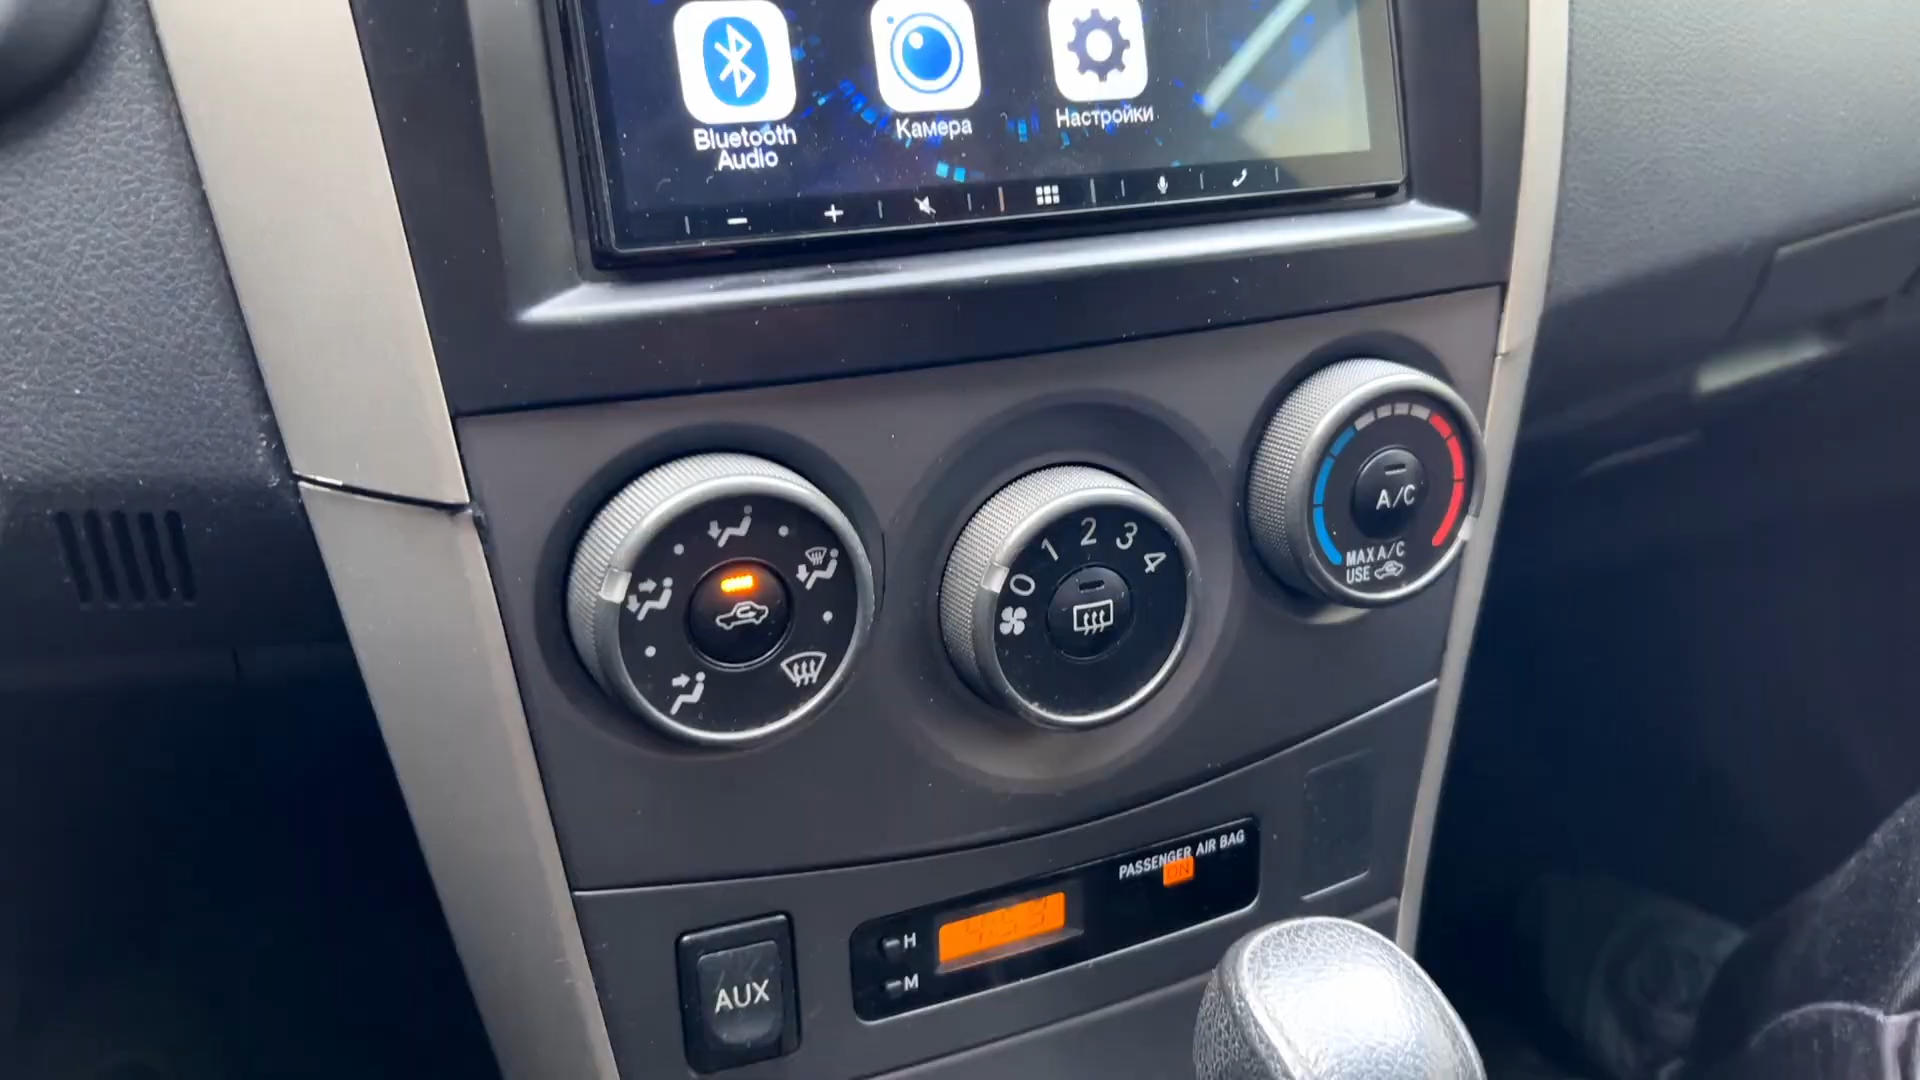 Bluetooth
Audio
Камера
Настройки
0
1
2
3
4
A/C
MAX A/C
USE
PASSENGER AIR BAG
ON
H
M
AUX